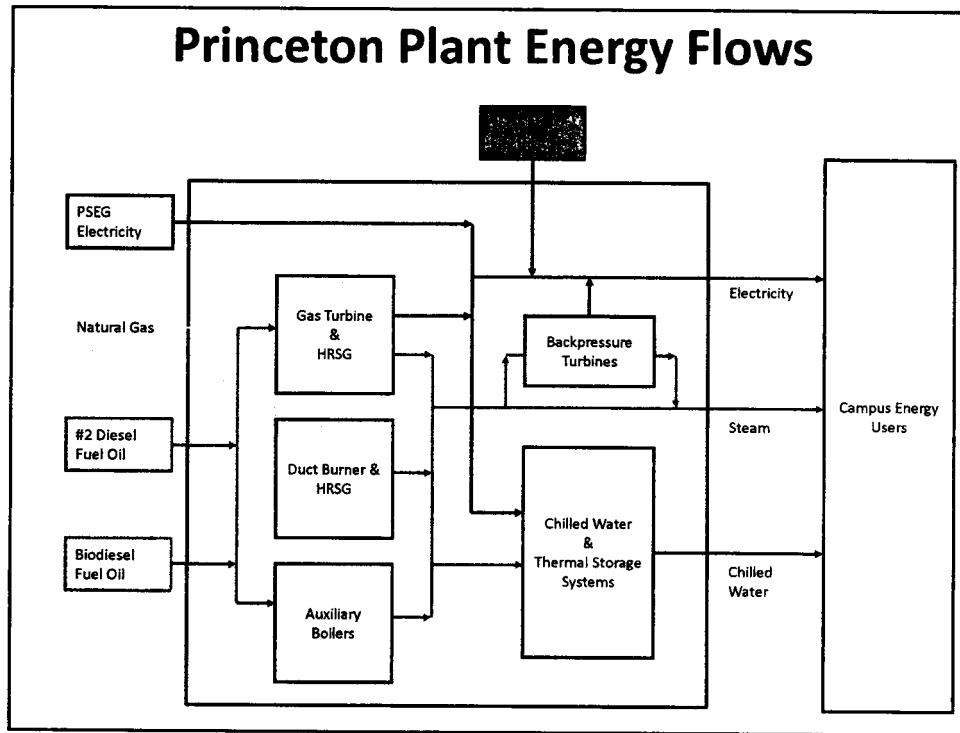 Princeton Plant Energy Flows
PSEG
Electricity
Natural Gas
#2 Diesel
Fuel Oil
Biodiesel
Fuel Oil
Gas Turbine
&
HRSG
Duct Burner &
HRSG
Auxiliary
Boilers
Backpressure
Turbines
Chilled Water
&
Thermal Storage
Systems
Electricity
Steam
Chilled
Water
Campus Energy
Users